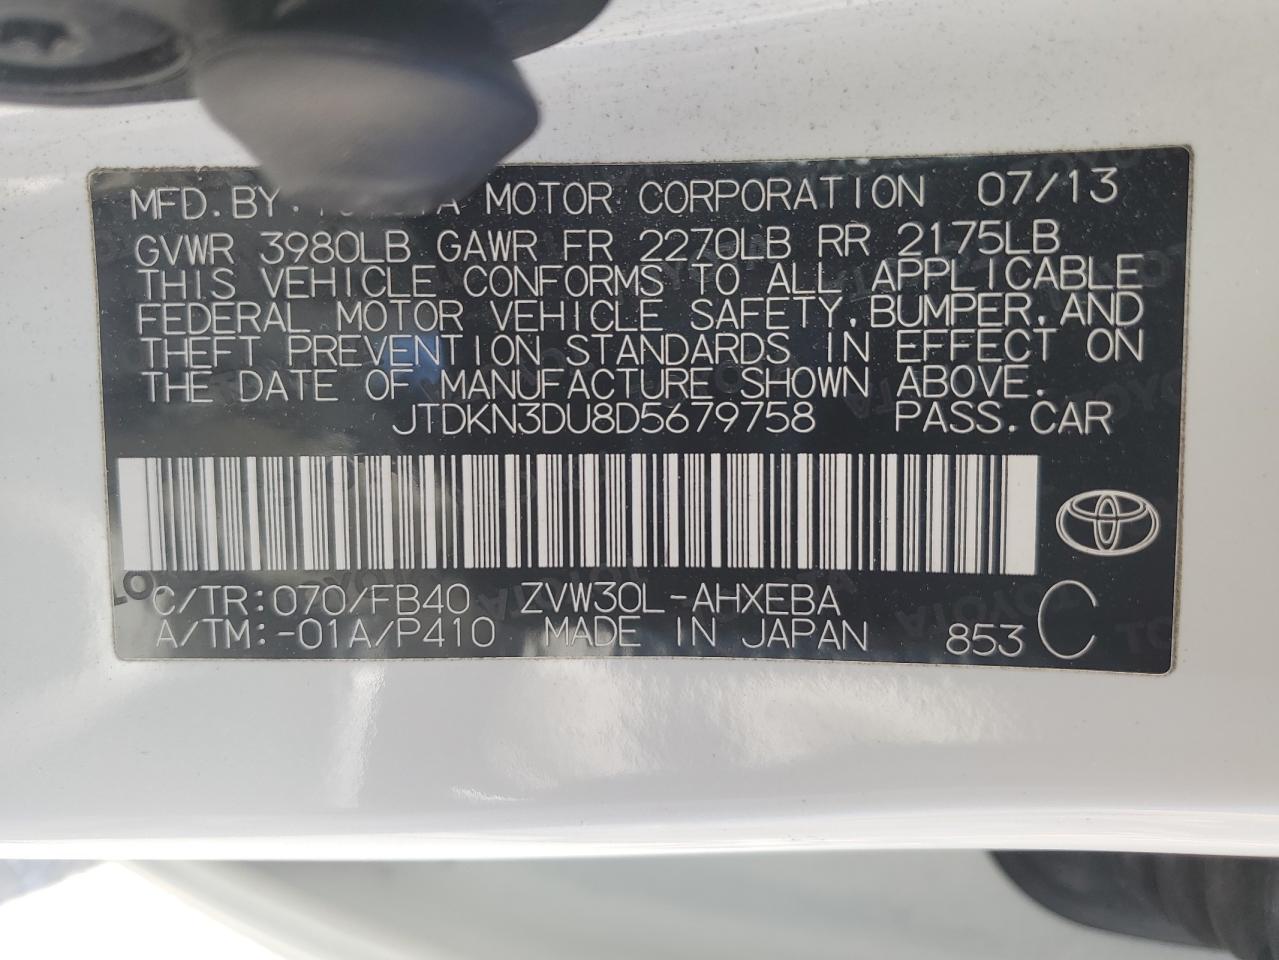 MFD. BY: TOYOTA MOTOR CORPORATION 07/13
GVWR 3980LB GAWR FR 2270LB RR 2175LB
THIS VEHICLE CONFORMS TO ALL APPLICABLE
FEDERAL MOTOR VEHICLE SAFETY, BUMPER, AND
THEFT PREVENTION STANDARDS IN EFFECT ON
THE DATE OF MANUFACTURE SHOWN ABOVE.
JTDKN3DU8D5679758 PASS. CAR
C/TR: 070/FB40 ZVW30L-AHXEBA C
A/TM: -01A/P410 MADE IN JAPAN 853